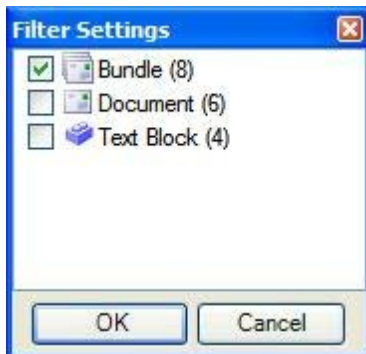 Filter Settings
Bundle (8)
Document (6)
Text Block (4)
OK Cancel